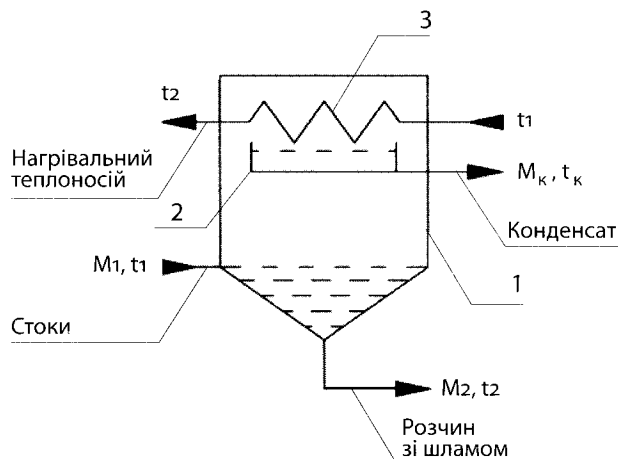 3
t2
t1
Нагрівальний
теплоносій
Mк , tк
2
Конденсат
M1, t1
1
Стоки
M2, t2
Розчин
зі шламом